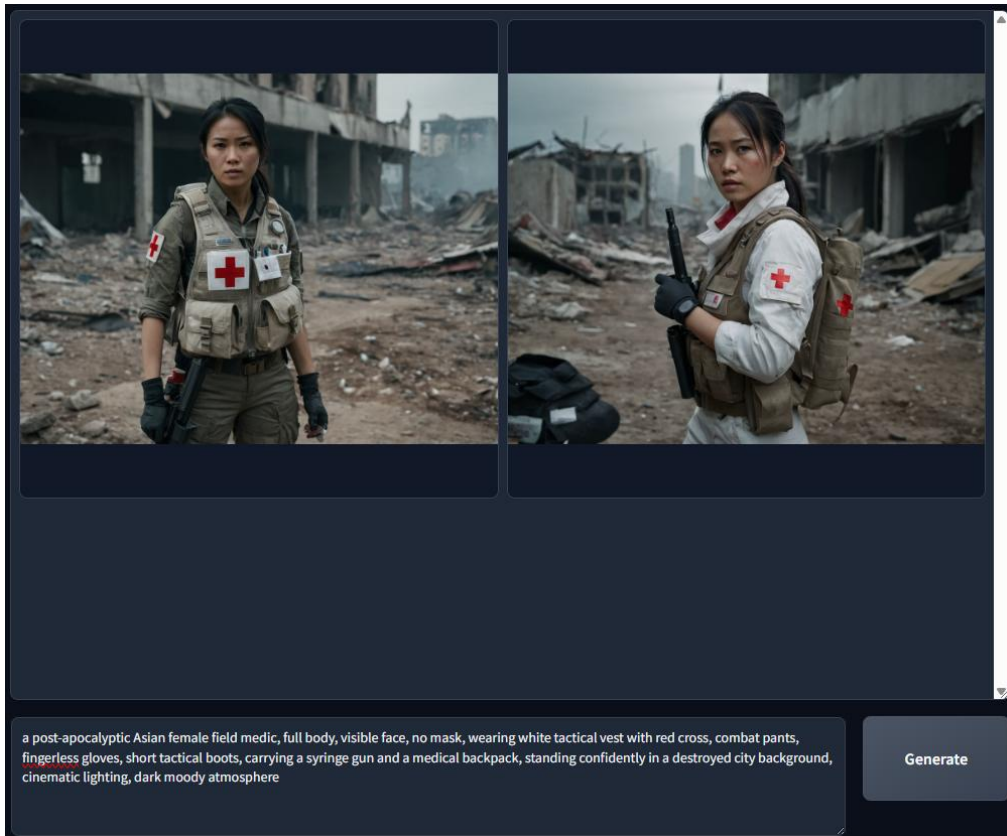 a post-apocalyptic Asian female field medic, full body, visible face, no mask, wearing white tactical vest with red cross, combat pants,
fingerless gloves, short tactical boots, carrying a syringe gun and a medical backpack, standing confidently in a destroyed city background,
cinematic lighting, dark moody atmosphere
Generate